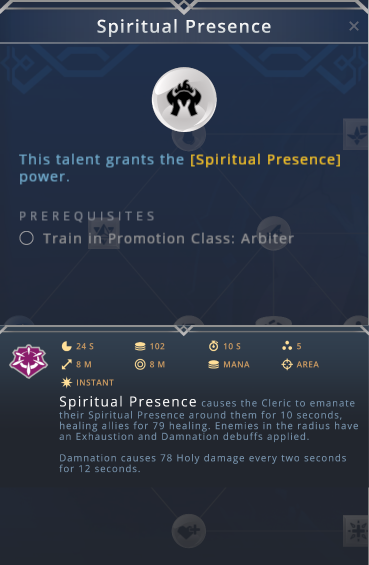 Spiritual Presence
This talent grants the [Spiritual Presence]
power.
PREREQUISITES
Train in Promotion Class: Arbiter
24 S 102 10 S 5
8 M 8 M MANA AREA
INSTANT
Spiritual Presence causes the Cleric to emanate
their Spiritual Presence around them for 10 seconds,
healing allies for 79 healing. Enemies in the radius have
an Exhaustion and Damnation debuffs applied.
Damnation causes 78 Holy damage every two seconds
for 12 seconds.